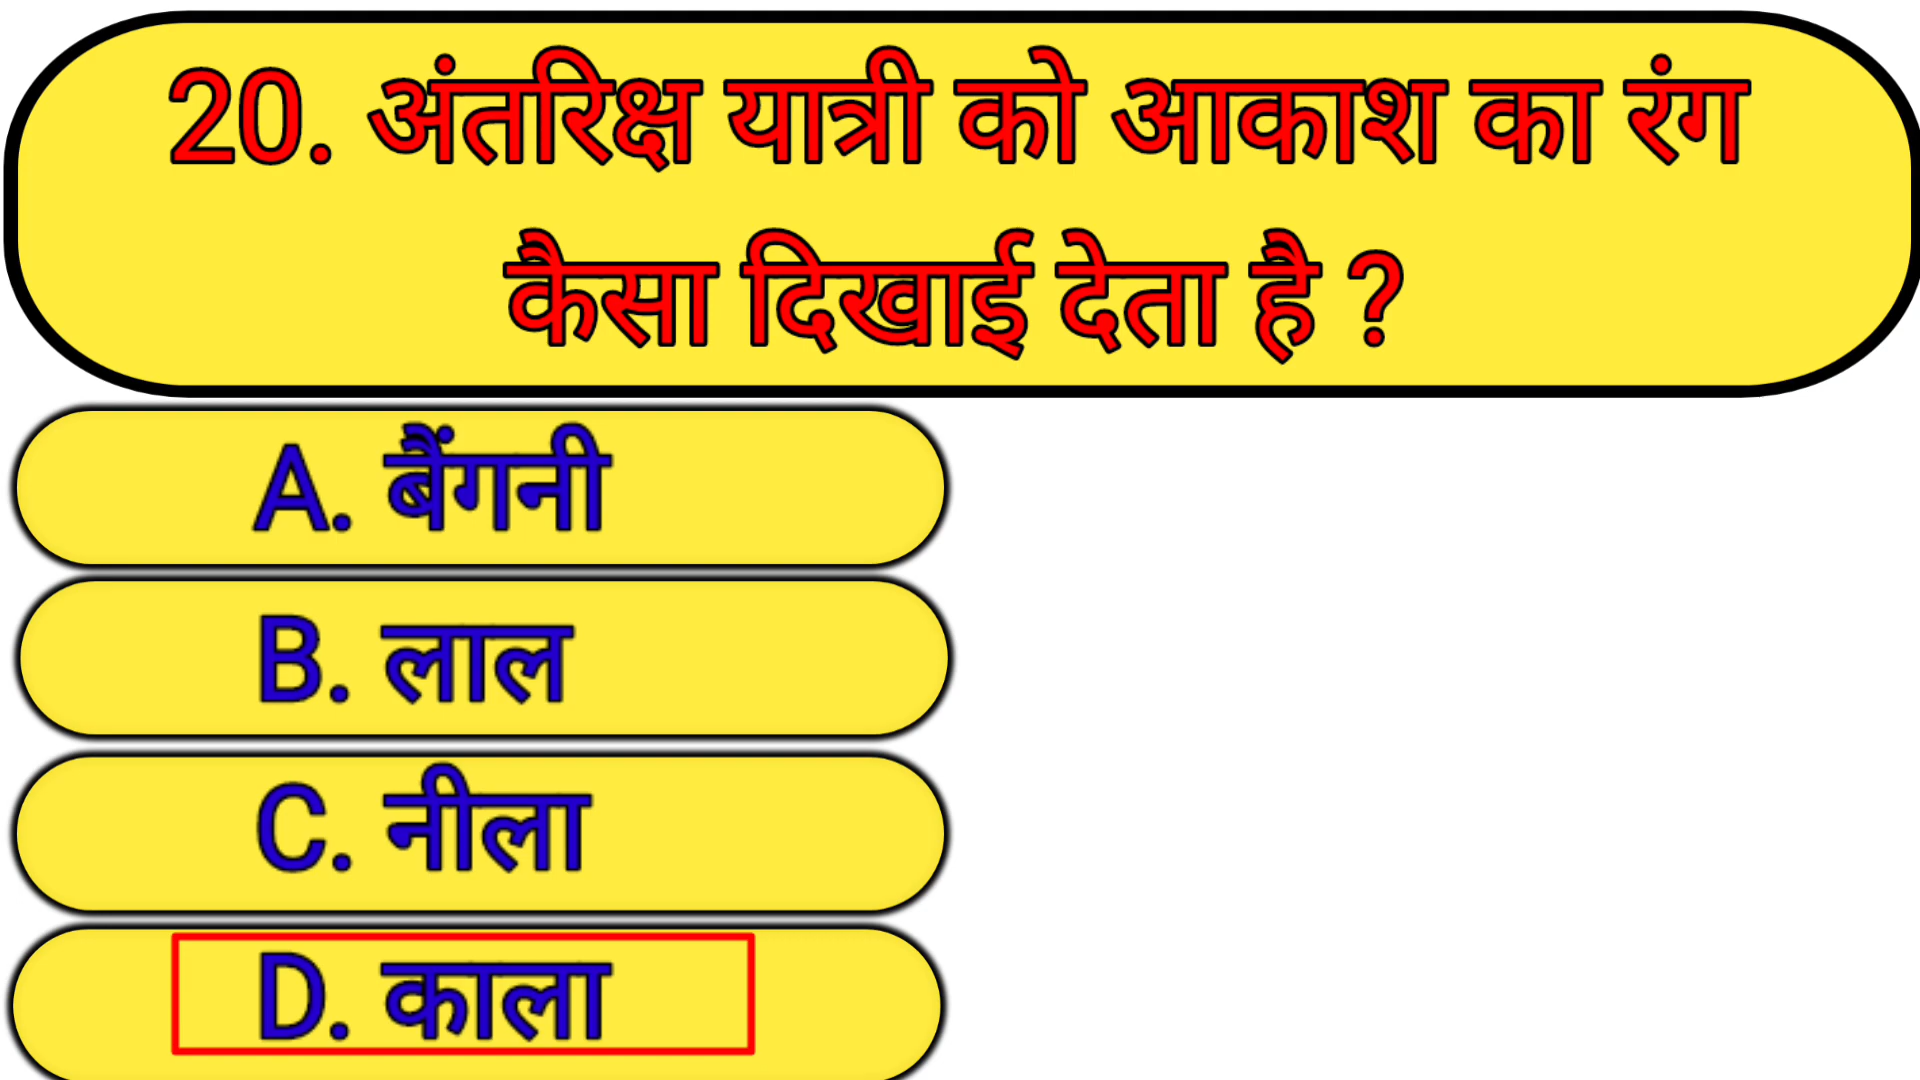 20. अंतरिक्ष यात्री को आकाश का रंग
कैसा दिखाई देता है ?
A. बैंगनी
B. लाल
C. नीला
D. काला